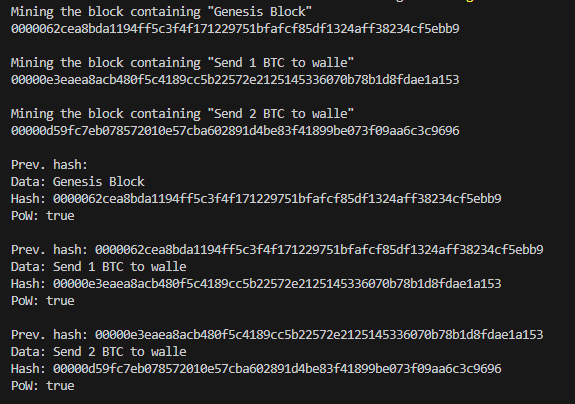 Mining the block containing "Genesis Block"
0000062cea8bda1194ff5c3f4f171229751bfafcf85df1324aff38234cf5ebb9
Mining the block containing "Send 1 BTC to walle"
00000e3eaea8acb480f5c4189cc5b22572e2125145336070b78b1d8fdae1a153
Mining the block containing "Send 2 BTC to walle"
00000d59fc7eb078572010e57cba602891d4be83f41899be073f09aa6c3c9696
Prev. hash:
Data: Genesis Block
Hash: 0000062cea8bda1194ff5c3f4f171229751bfafcf85df1324aff38234cf5ebb9
PoW: true
Prev. hash: 0000062cea8bda1194ff5c3f4f171229751bfafcf85df1324aff38234cf5ebb9
Data: Send 1 BTC to walle
Hash: 00000e3eaea8acb480f5c4189cc5b22572e2125145336070b78b1d8fdae1a153
PoW: true
Prev. hash: 00000e3eaea8acb480f5c4189cc5b22572e2125145336070b78b1d8fdae1a153
Data: Send 2 BTC to walle
Hash: 00000d59fc7eb078572010e57cba602891d4be83f41899be073f09aa6c3c9696
PoW: true